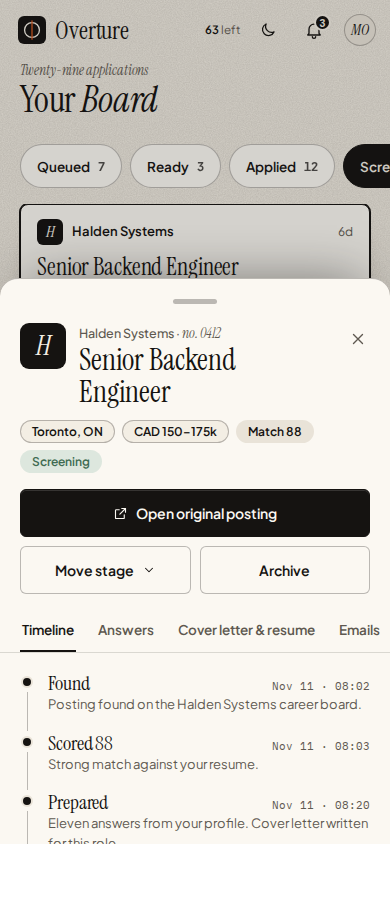 Overture
63 left
3
MO
Twenty-nine applications
Your Board
Queued 7
Ready 3
Applied 12
Scre
H
Halden Systems
6d
Senior Backend Engineer
H
Halden Systems · no. 0412
Senior Backend
Engineer
Toronto, ON
CAD 150–175k
Match 88
Screening
Open original posting
Move stage
Archive
Timeline
Answers
Cover letter & resume
Emails
Found
Nov 11 · 08:02
Posting found on the Halden Systems career board.
Scored 88
Nov 11 · 08:03
Strong match against your resume.
Prepared
Nov 11 · 08:20
Eleven answers from your profile. Cover letter written
for this role.